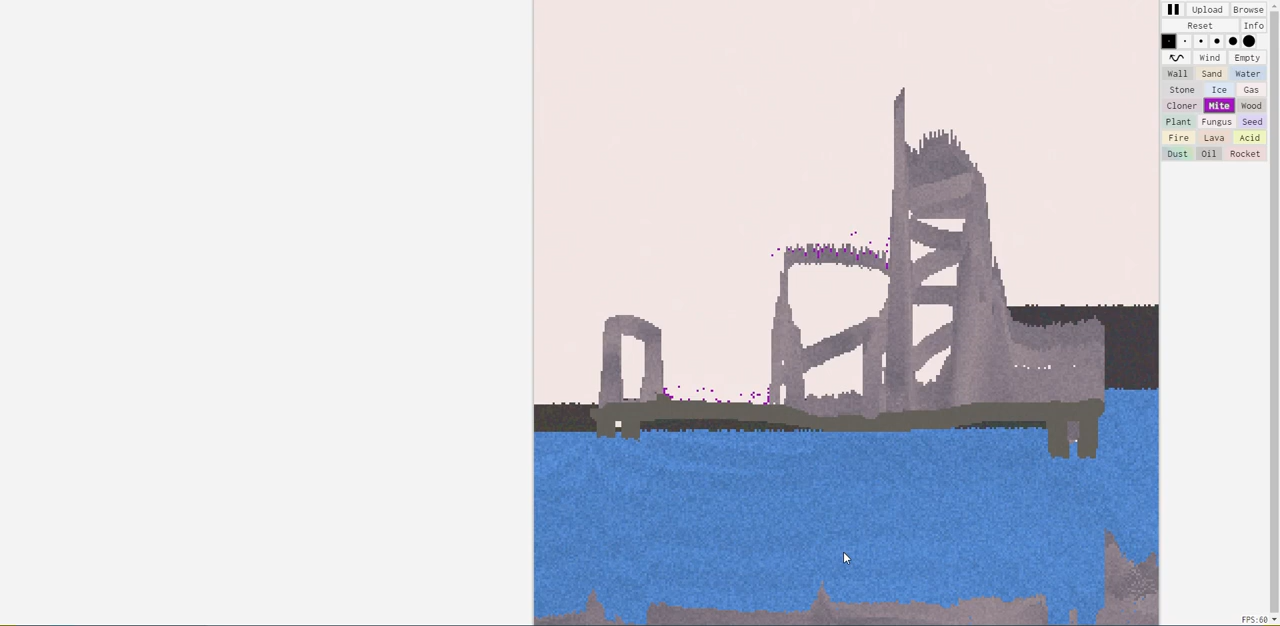 Upload Browse
Reset Info
Wind Empty
Wall Sand Water
Stone Ice Gas
Cloner Mite Wood
Plant Fungus Seed
Fire Lava Acid
Dust Oil Rocket
FPS:60